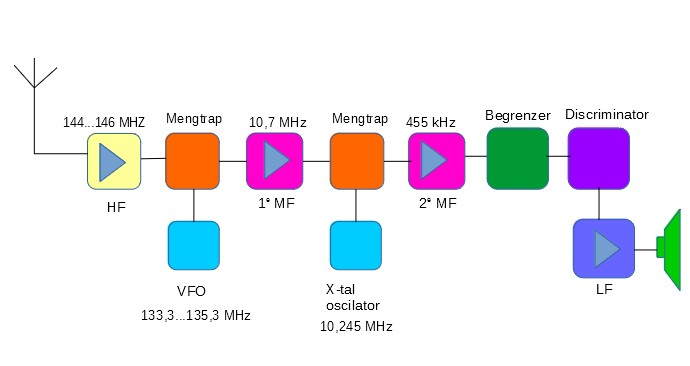 144...146 MHZ
Mengtrap
10,7 MHz
Mengtrap
455 kHz
Begrenzer
Discriminator
HF
1° MF
2° MF
VFO
133,3...135,3 MHz
X-tal
oscilator
10,245 MHz
LF